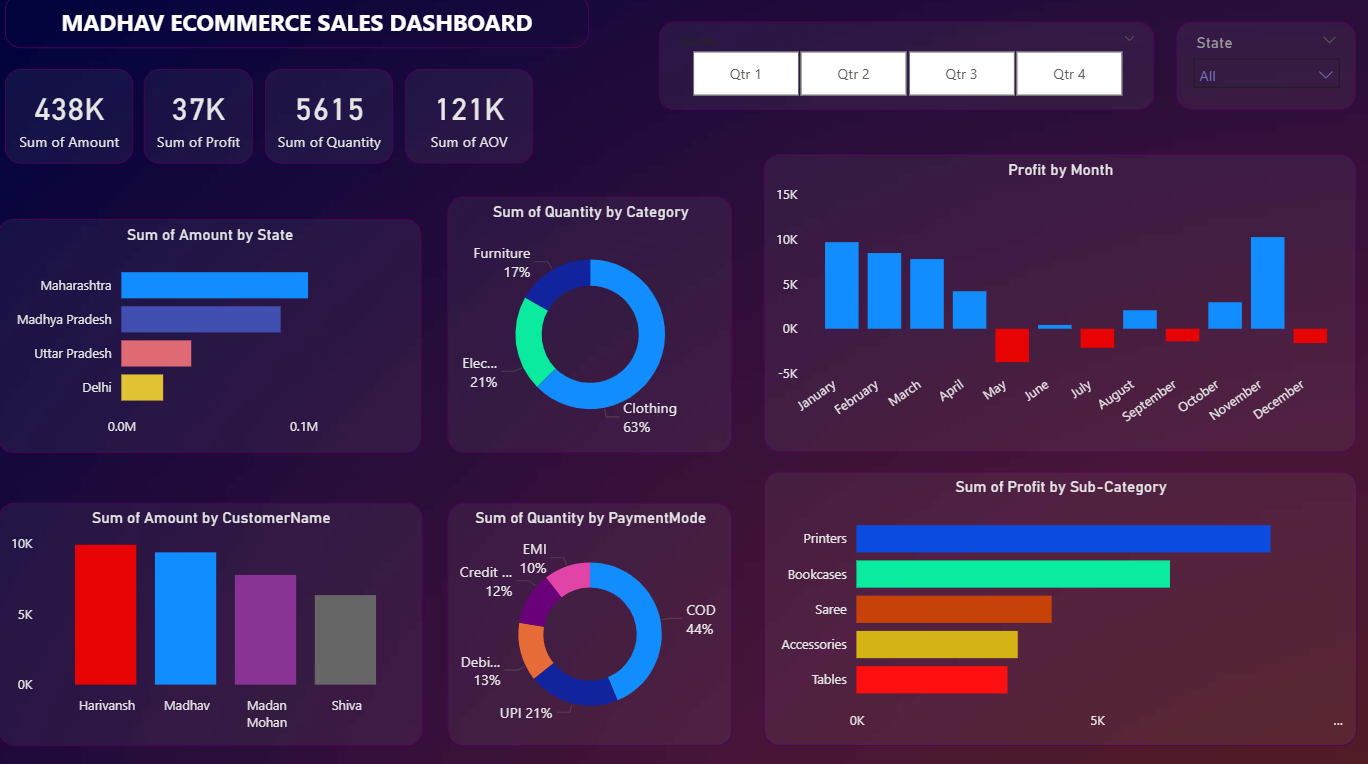 MADHAV ECOMMERCE SALES DASHBOARD
Qtr 1
Qtr 2
Qtr 3
Qtr 4
State
All
438K
Sum of Amount
37K
Sum of Profit
5615
Sum of Quantity
121K
Sum of AOV
Sum of Amount by State
Maharashtra
Madhya Pradesh
Uttar Pradesh
Delhi
0.0M
0.1M
Sum of Quantity by Category
Furniture
17%
Elec...
21%
Clothing
63%
Profit by Month
15K
10K
5K
0K
-5K
January
February
March
April
May
June
July
August
September
October
November
December
Sum of Amount by CustomerName
10K
5K
0K
Harivansh
Madhav
Madan
Mohan
Shiva
Sum of Quantity by PaymentMode
EMI
10%
Credit ...
12%
COD
44%
Debi...
13%
UPI 21%
Sum of Profit by Sub-Category
Printers
Bookcases
Saree
Accessories
Tables
0K
5K
...